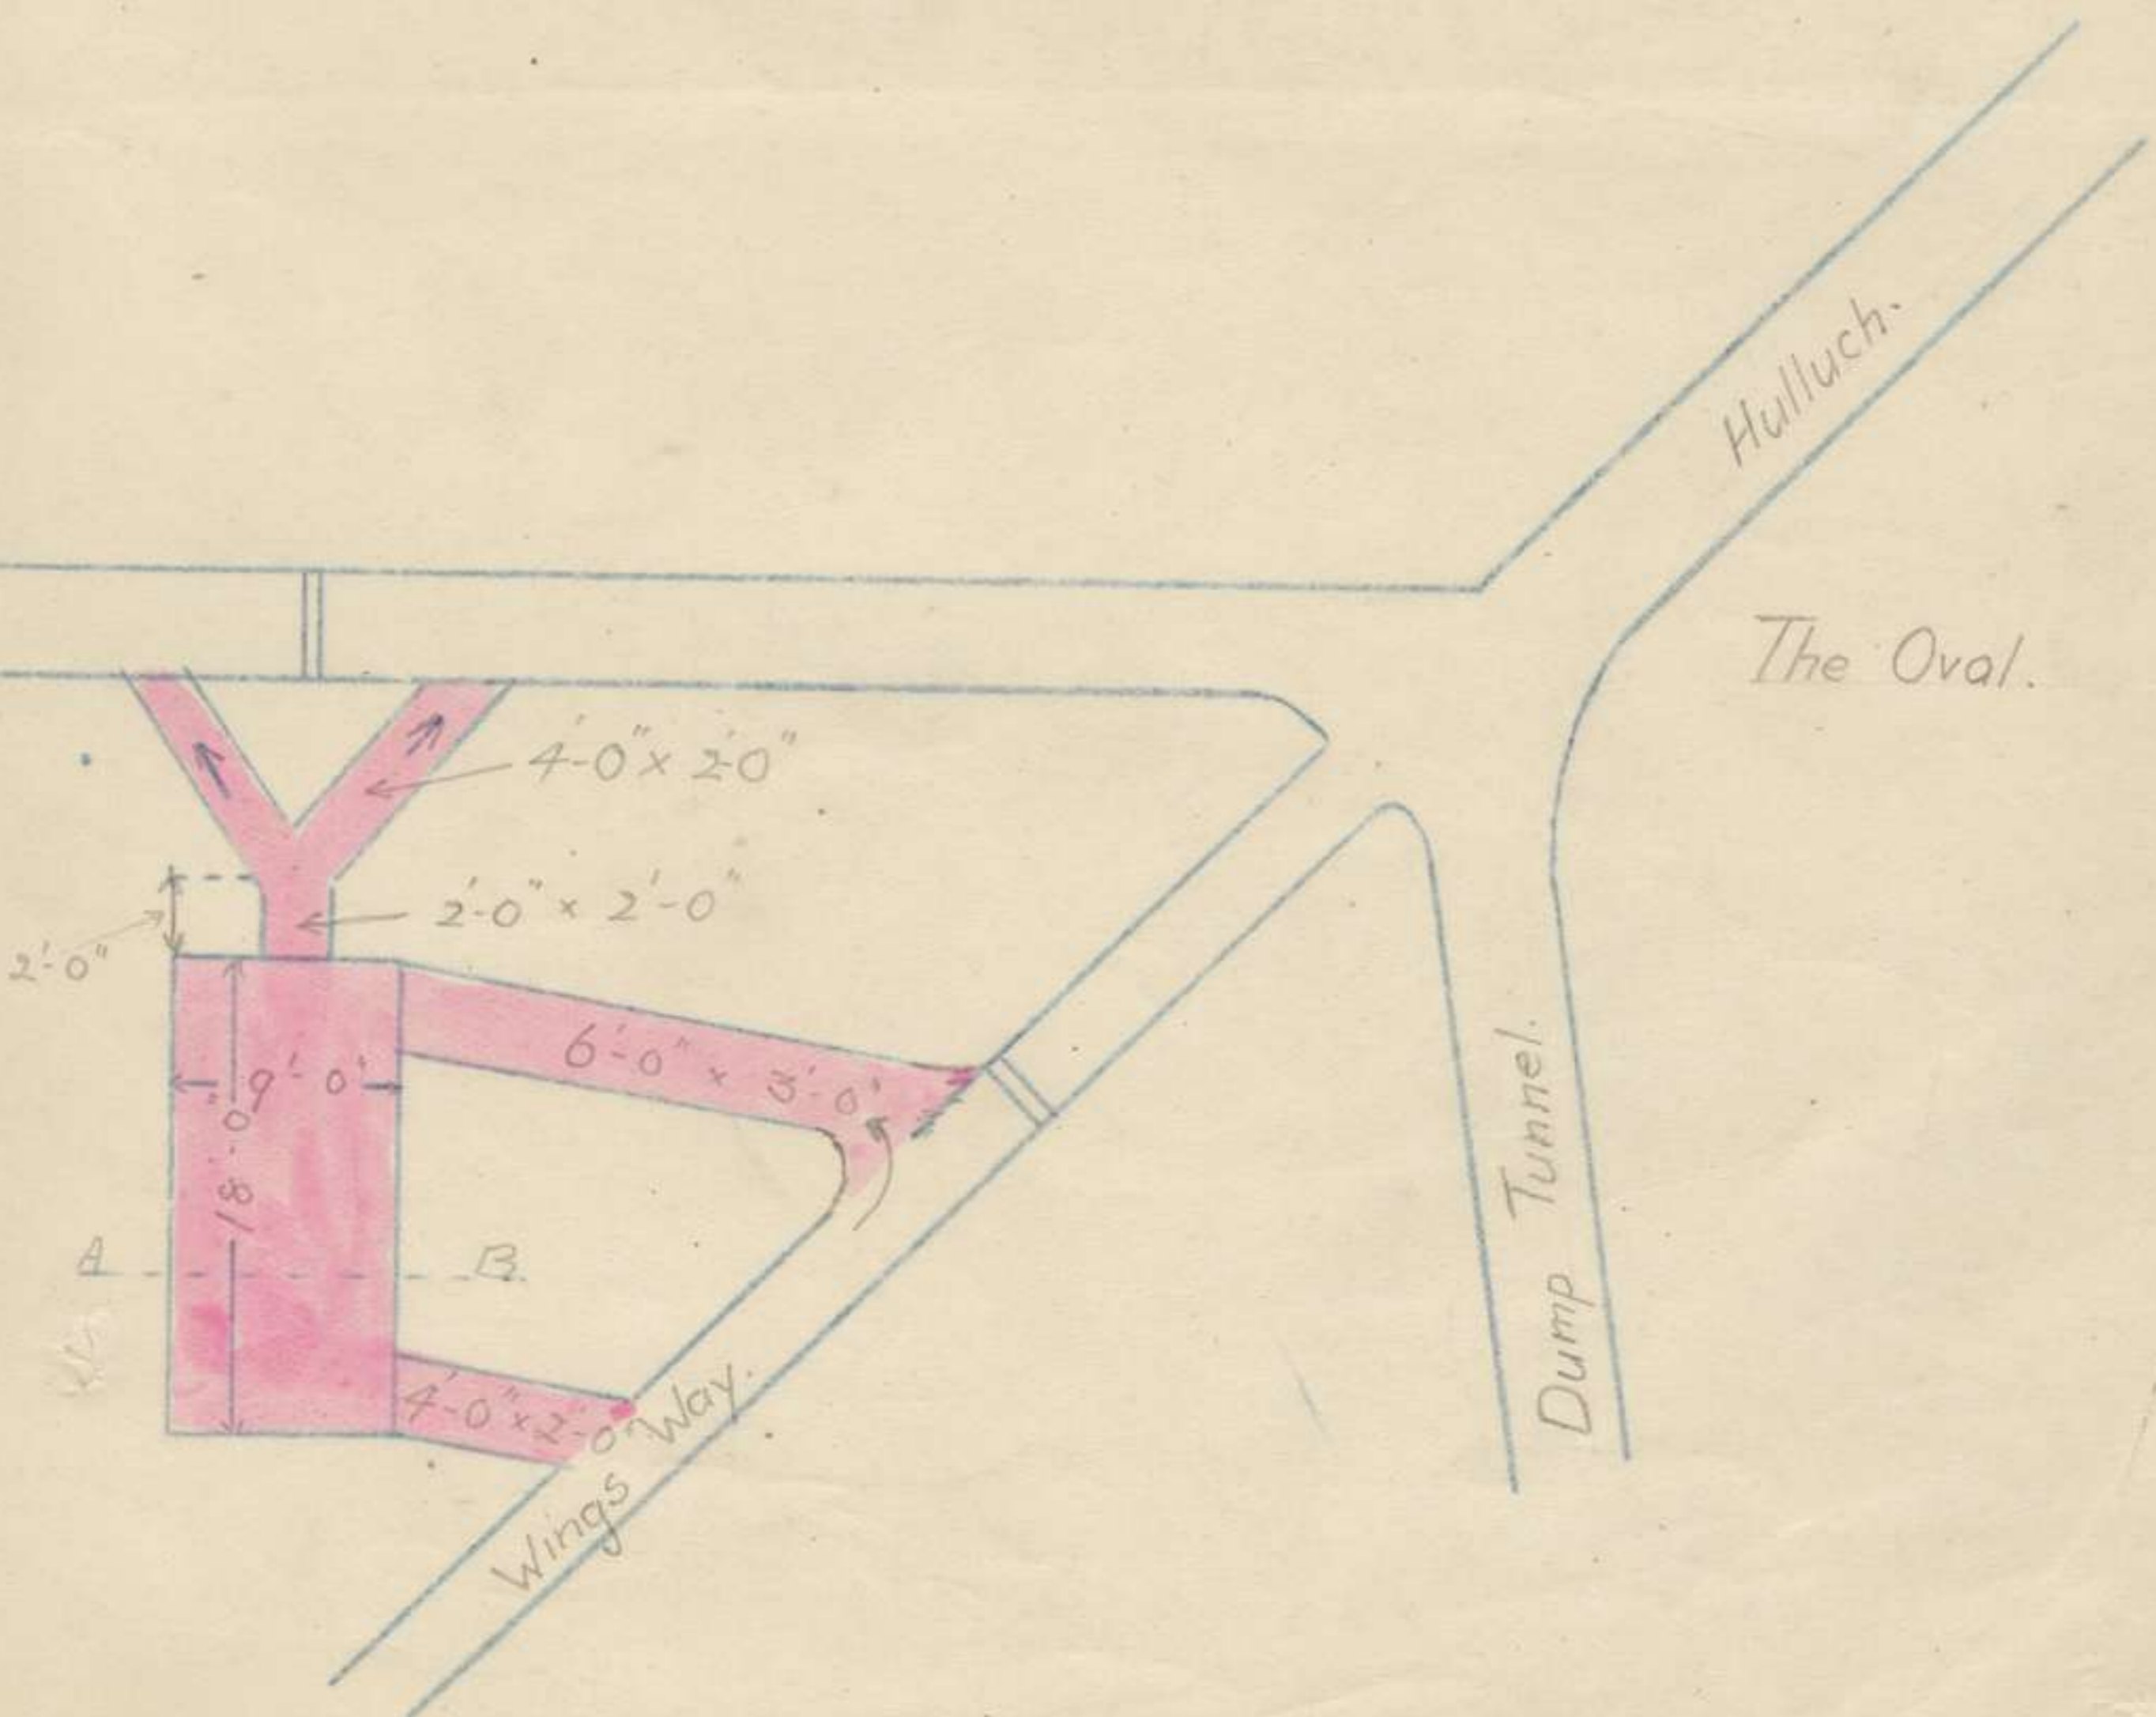 Hulluch.
The Oval.
4'-0" x 2'-0"
2'-0" x 2'-0"
2'-0"
6'-0" x 3'-0"
9'-0"
18'-0"
A
B.
4'-0" x 2'-0"
Wings Way.
Dump Tunnel.